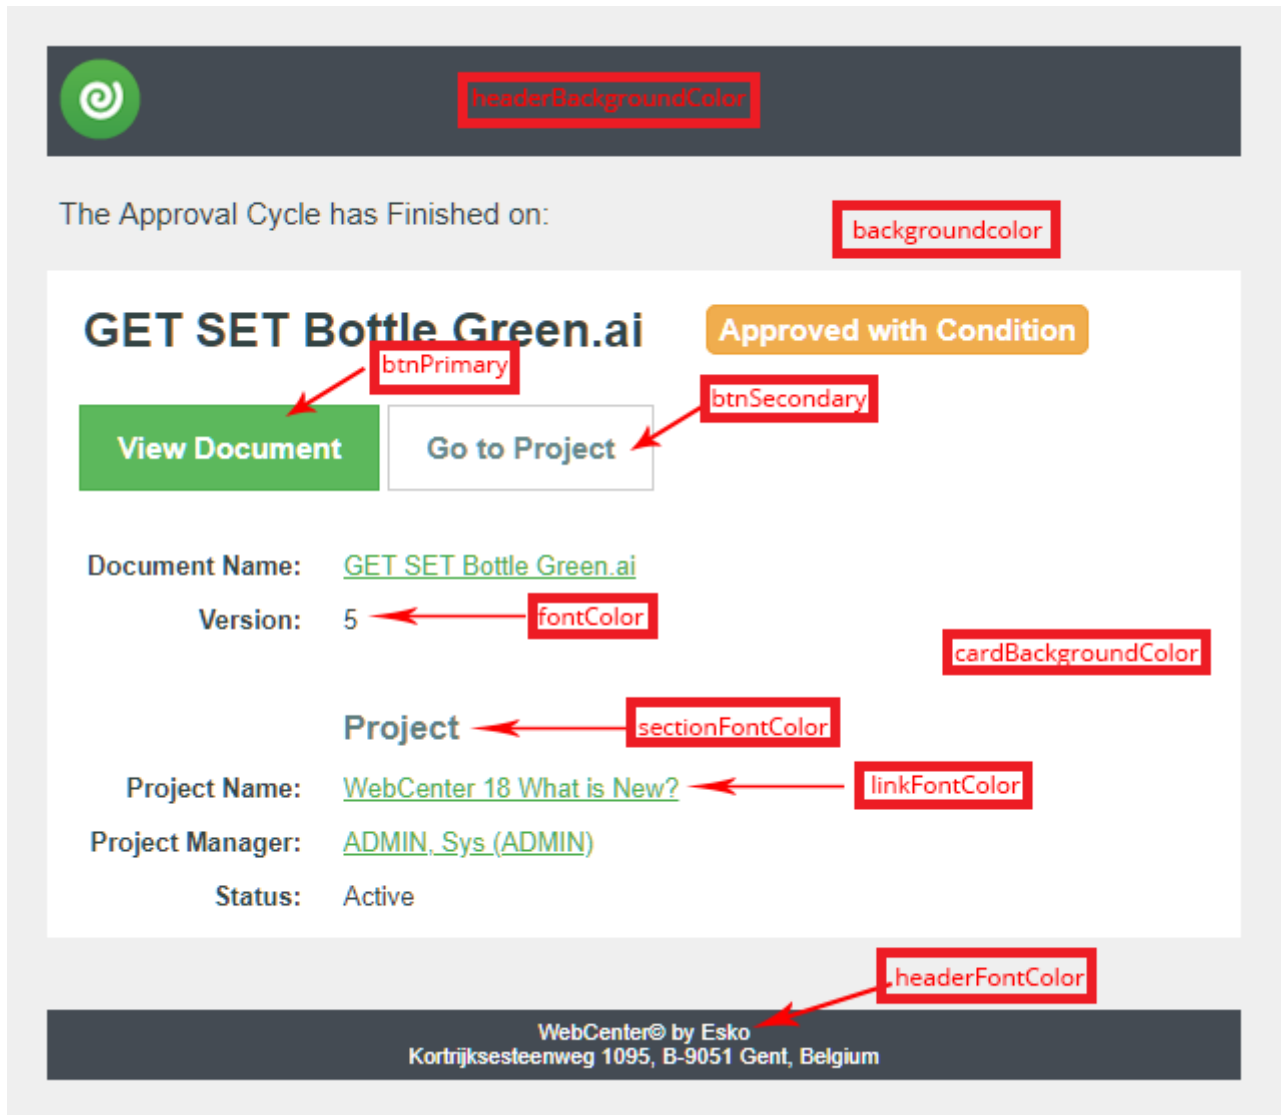 headerBackgroundColor
The Approval Cycle has Finished on:
backgroundcolor
GET SET Bottle Green.ai
Approved with Condition
btnPrimary
btnSecondary
View Document
Go to Project
Document Name: GET SET Bottle Green.ai
Version: 5
fontColor
cardBackgroundColor
Project
sectionFontColor
Project Name: WebCenter 18 What is New?
linkFontColor
Project Manager: ADMIN, Sys (ADMIN)
Status: Active
headerFontColor
WebCenter© by Esko
Kortrijksesteenweg 1095, B-9051 Gent, Belgium